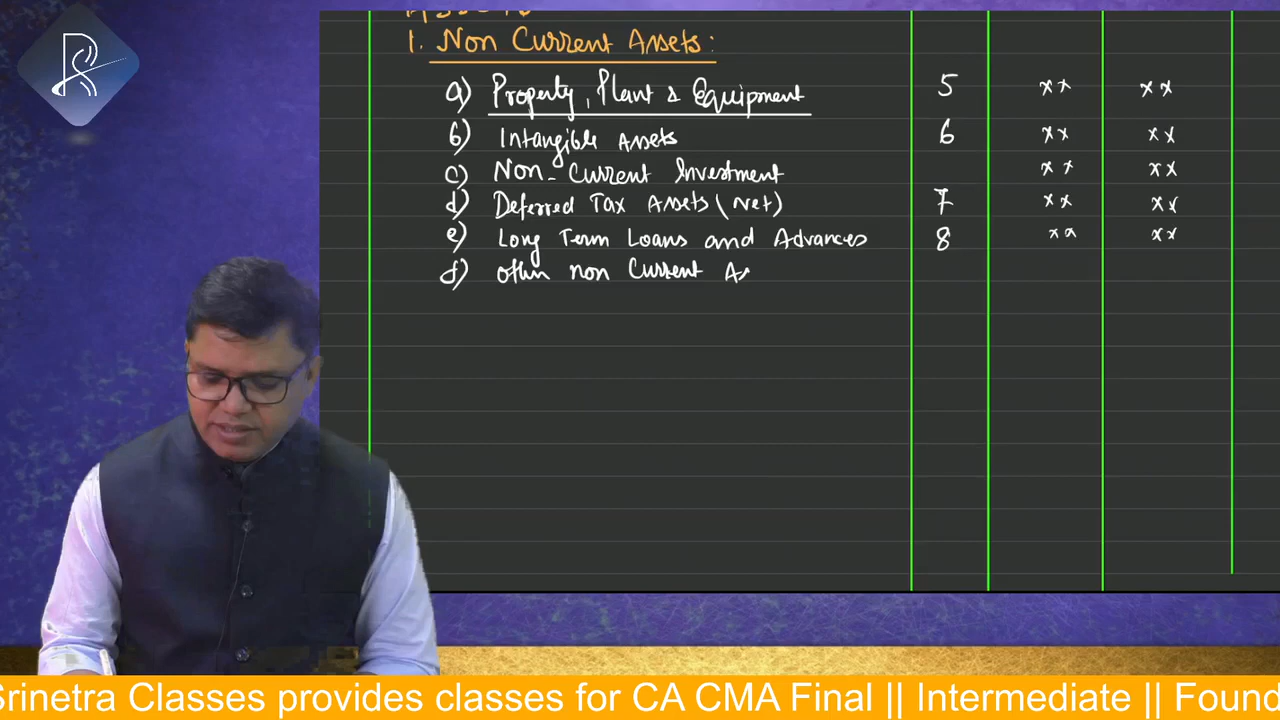 1. Non Current Assets:
a) Property, Plant & Equipment 5 xx xx
b) Intangible Assets 6 xx xx
c) Non-Current Investment xx xx
d) Deferred Tax Assets (Net) 7 xx xx
e) Long Term Loans and Advances 8 xx xx
f) other non Current As
Srinetra Classes provides classes for CA CMA Final || Intermediate || Found